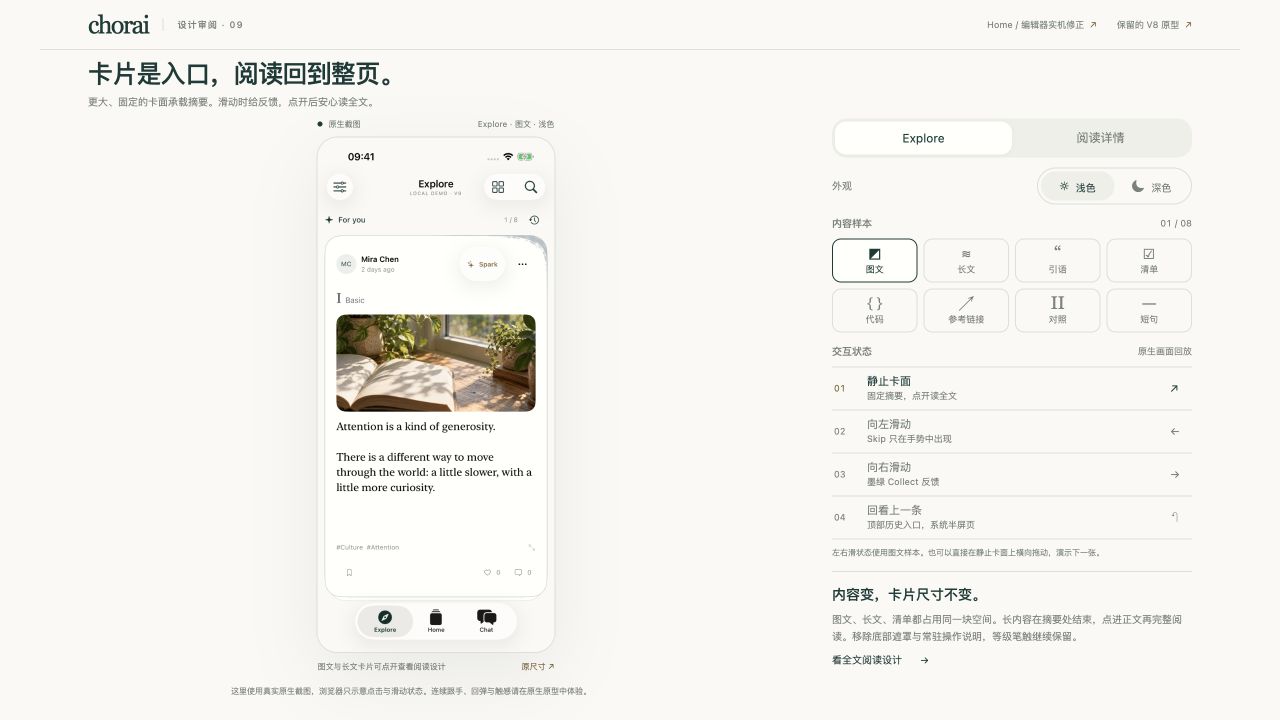 chorai
设计审阅 · 09
Home / 编辑器实机修正 ↗
保留的 V8 原型 ↗
卡片是入口，阅读回到整页。
更大、固定的卡面承载摘要。滑动时给反馈，点开后安心读全文。
原生截图
Explore · 图文 · 浅色
09:41
Explore
LOCAL DEMO · V9
For you
1 / 6
MC
Mira Chen
2 days ago
Spark
I Basic
Attention is a kind of generosity.
There is a different way to move
through the world: a little slower, with a
little more curiosity.
#Culture #Attention
0
0
Explore
Home
Chat
图文与长文卡片可点开查看阅读设计
原尺寸 ↗
这里使用真实原生截图，浏览器只示意点击与滑动状态。连续跟手、回弹与触感请在原生原型中体验。
Explore
阅读详情
外观
浅色
深色
内容样本
01 / 08
图文
≋
长文
“
引语
☑
清单
{ }
代码
参考链接
II
对照
—
短句
交互状态
原生画面回放
01
静止卡面
固定摘要，点开读全文
↗
02
向左滑动
Skip 只在手势中出现
←
03
向右滑动
墨绿 Collect 反馈
→
04
回看上一条
顶部历史入口，系统半屏页
左右滑状态使用图文样本。也可以直接在静止卡面上横向拖动，演示下一张。
内容变，卡片尺寸不变。
图文、长文、清单都占用同一块空间。长内容在摘要处结束，点进正文再完整阅
读。移除底部遮罩与常驻操作说明，等级笔触继续保留。
看全文阅读设计 →